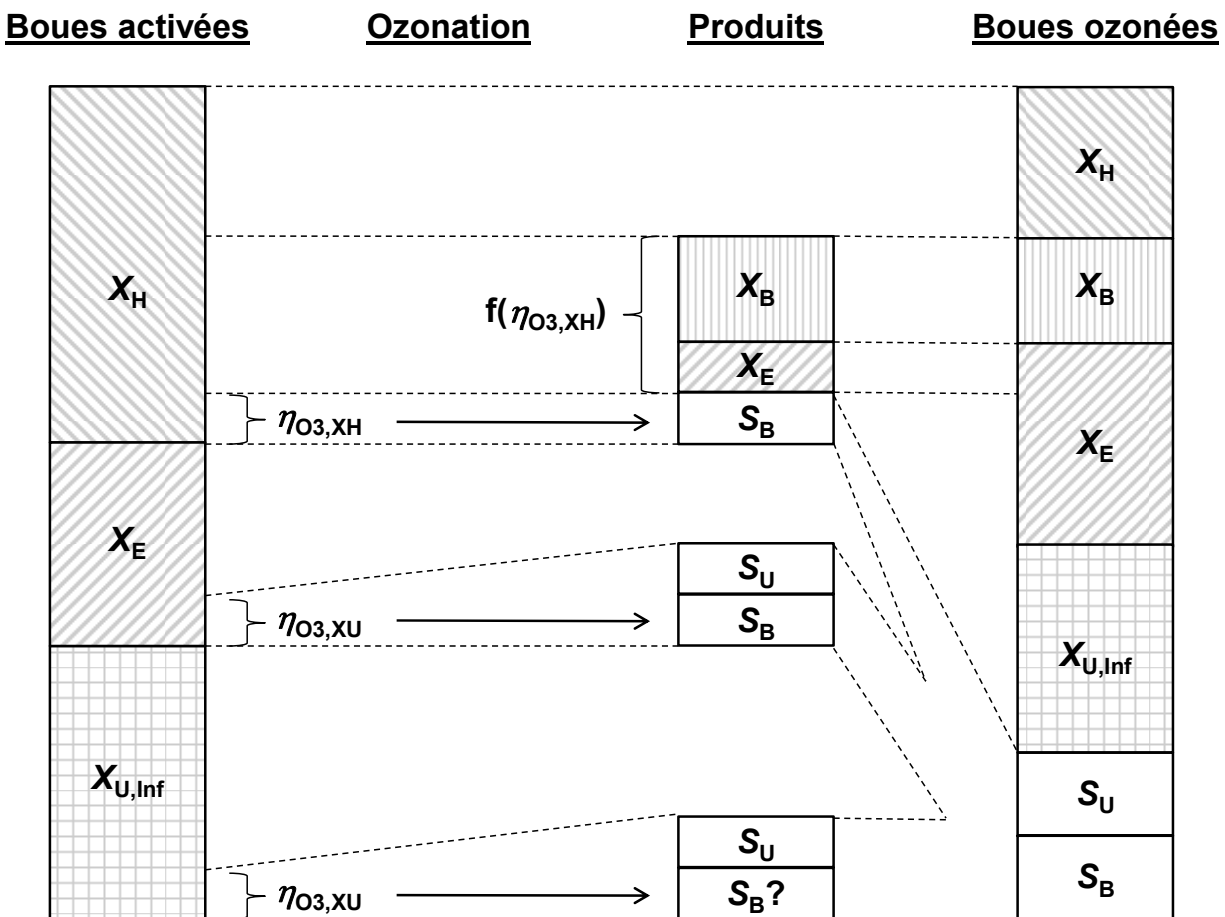 Boues activées Ozonation Produits Boues ozonées
X_H
X_H
X_B
X_B
f(η_O3,XH)
X_E
η_O3,XH
S_B
X_E
X_E
S_U
η_O3,XU
S_B
X_U,Inf
X_U,Inf
S_U
S_U
η_O3,XU
S_B?
S_B